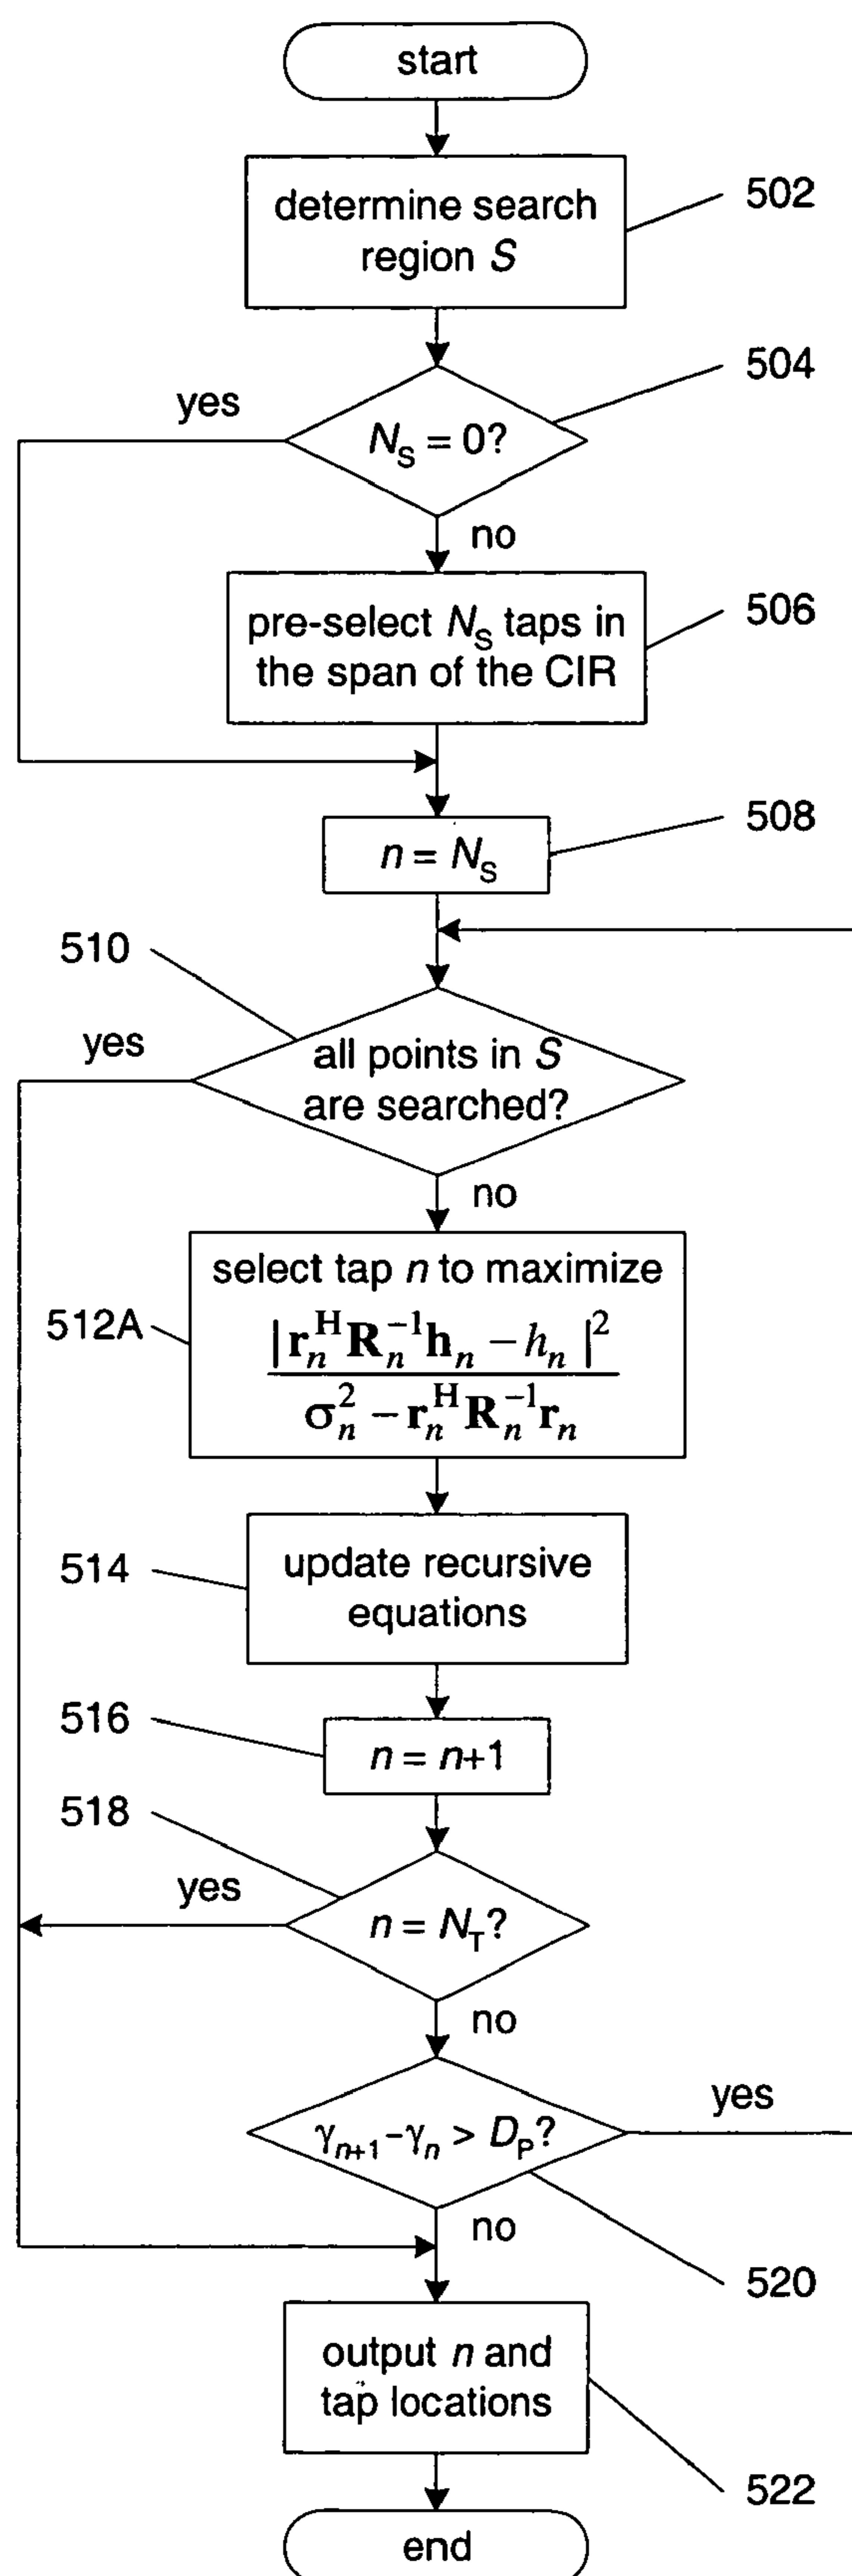 start
determine search
region S
502
504
yes
N_S = 0?
no
pre-select N_S taps in
the span of the CIR
506
n = N_S
508
510
yes
all points in S
are searched?
no
select tap n to maximize
512A
|r_n^H R_n^-1 h_n − h_n|^2
σ_n^2 − r_n^H R_n^-1 r_n
514
update recursive
equations
516
n = n+1
518
yes
n = N_T?
no
yes
γ_n+1 − γ_n > D_P?
no
520
output n and
tap locations
522
end